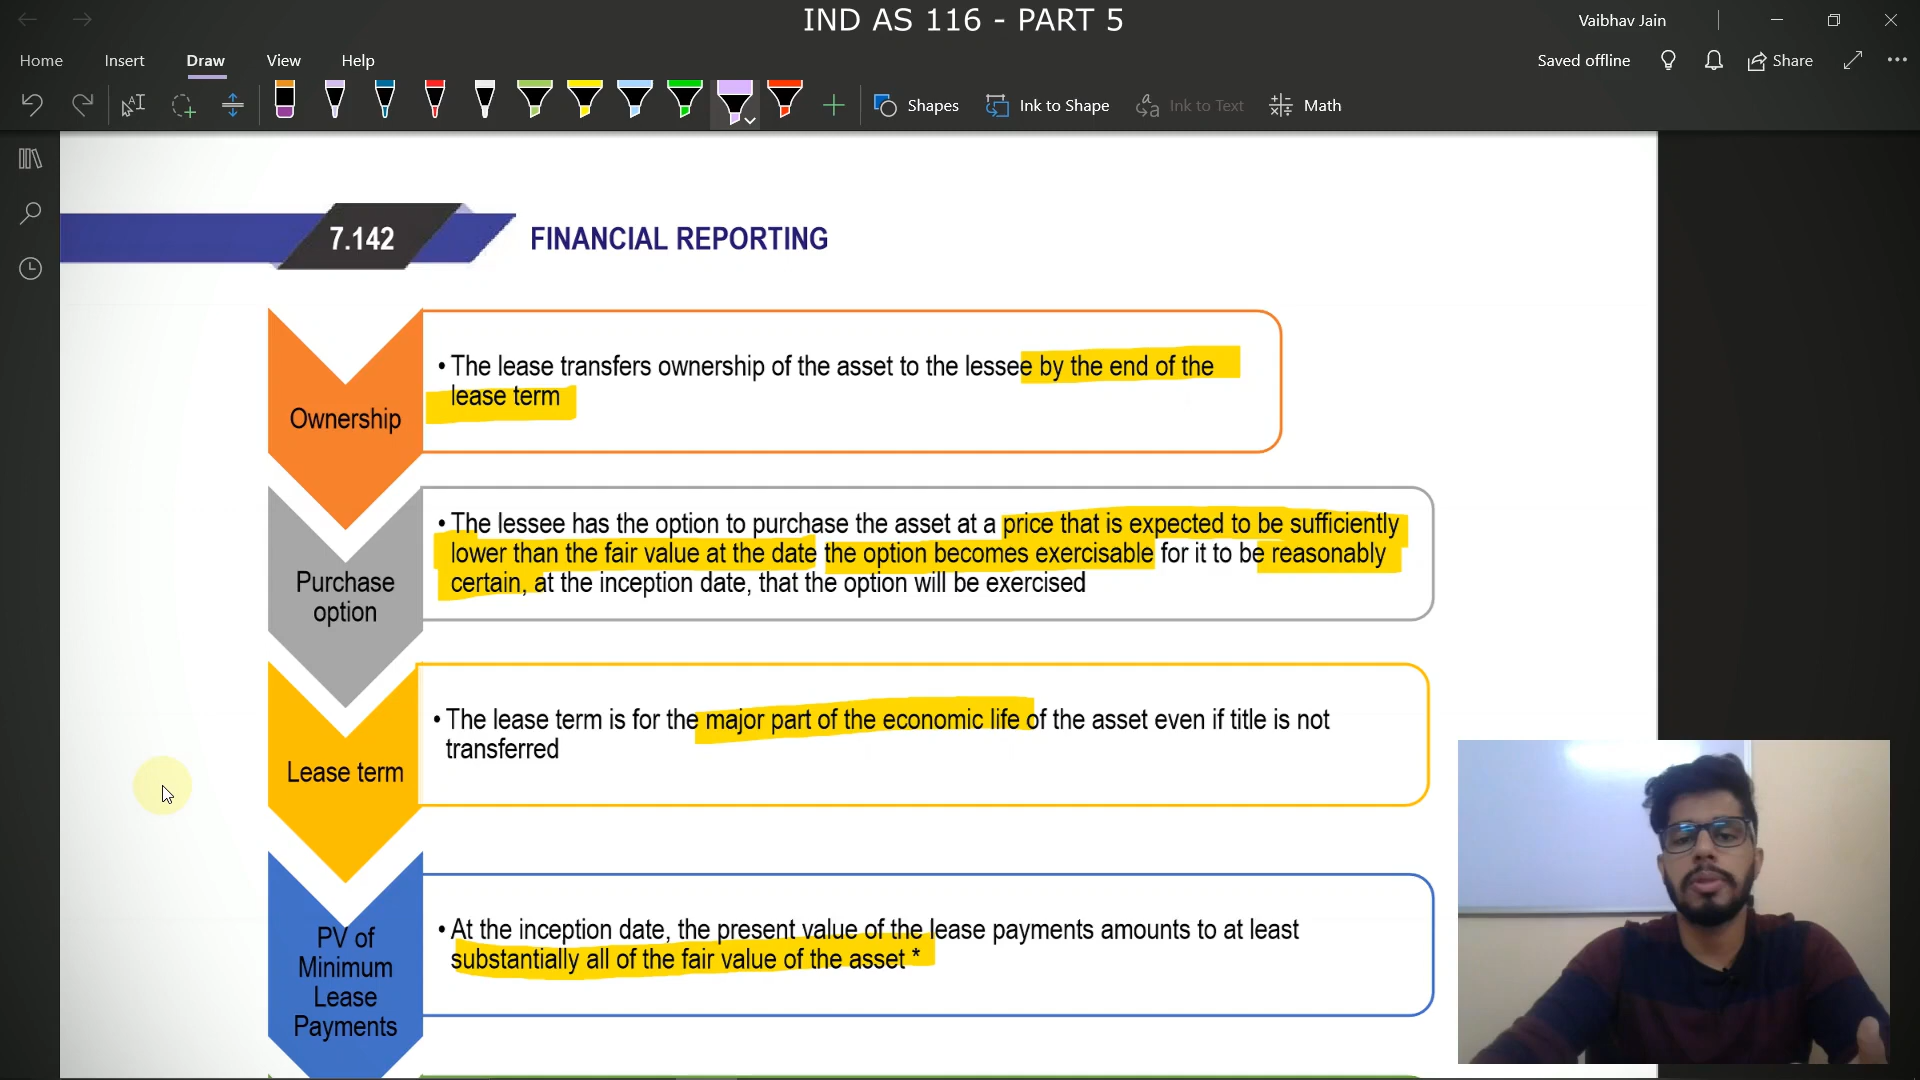 IND AS 116 - PART 5
Vaibhav Jain
Home Insert Draw View Help
Saved offline
Share
Shapes
Ink to Shape
Ink to Text
Math
7.142
FINANCIAL REPORTING
Ownership
• The lease transfers ownership of the asset to the lessee by the end of the
lease term
Purchase
option
• The lessee has the option to purchase the asset at a price that is expected to be sufficiently
lower than the fair value at the date the option becomes exercisable for it to be reasonably
certain, at the inception date, that the option will be exercised
Lease term
• The lease term is for the major part of the economic life of the asset even if title is not
transferred
PV of
Minimum
Lease
Payments
• At the inception date, the present value of the lease payments amounts to at least
substantially all of the fair value of the asset *